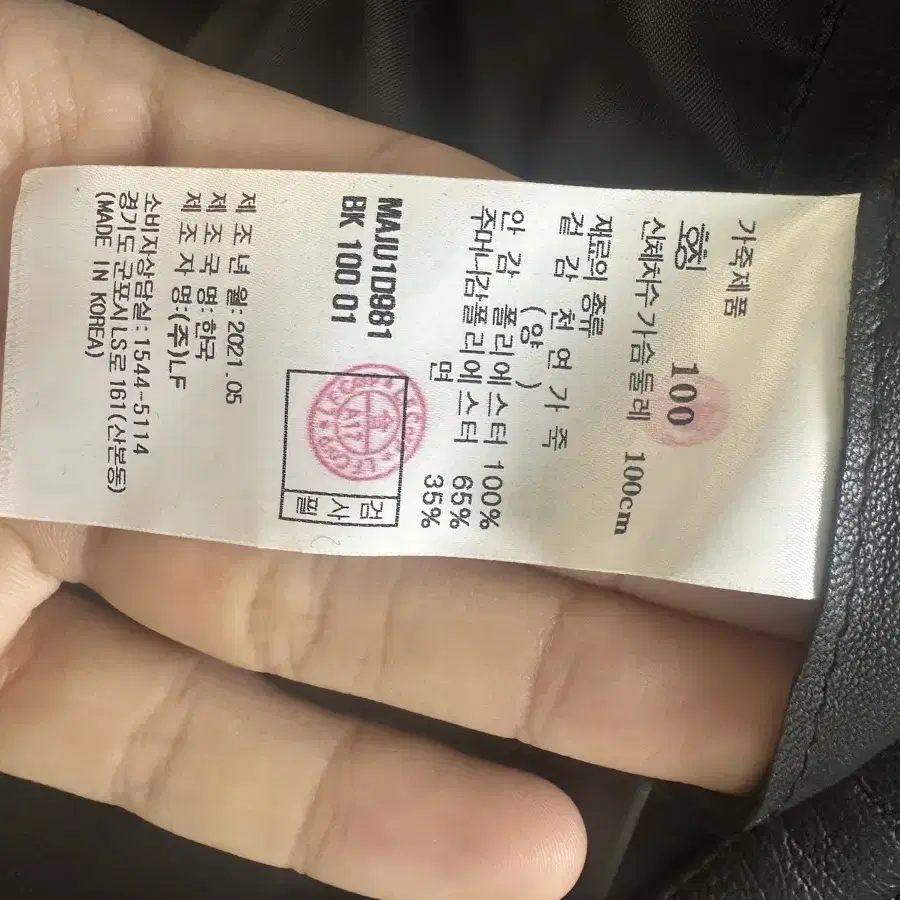 가죽제품
호칭 100
신체치수 가슴둘레 100cm
재료의 종류
겉감 천연가죽
(양)
안감 폴리에스터 100%
주머니감 폴리에스터 65%
면 35%
MAJU1D981
BK 100 01
검사필
A17
제조년월: 2021.05
제조국명: 한국
제조자명: (주)LF
소비자상담실: 1544-5114
경기도 군포시 LS로 161(산본동)
(MADE IN KOREA)